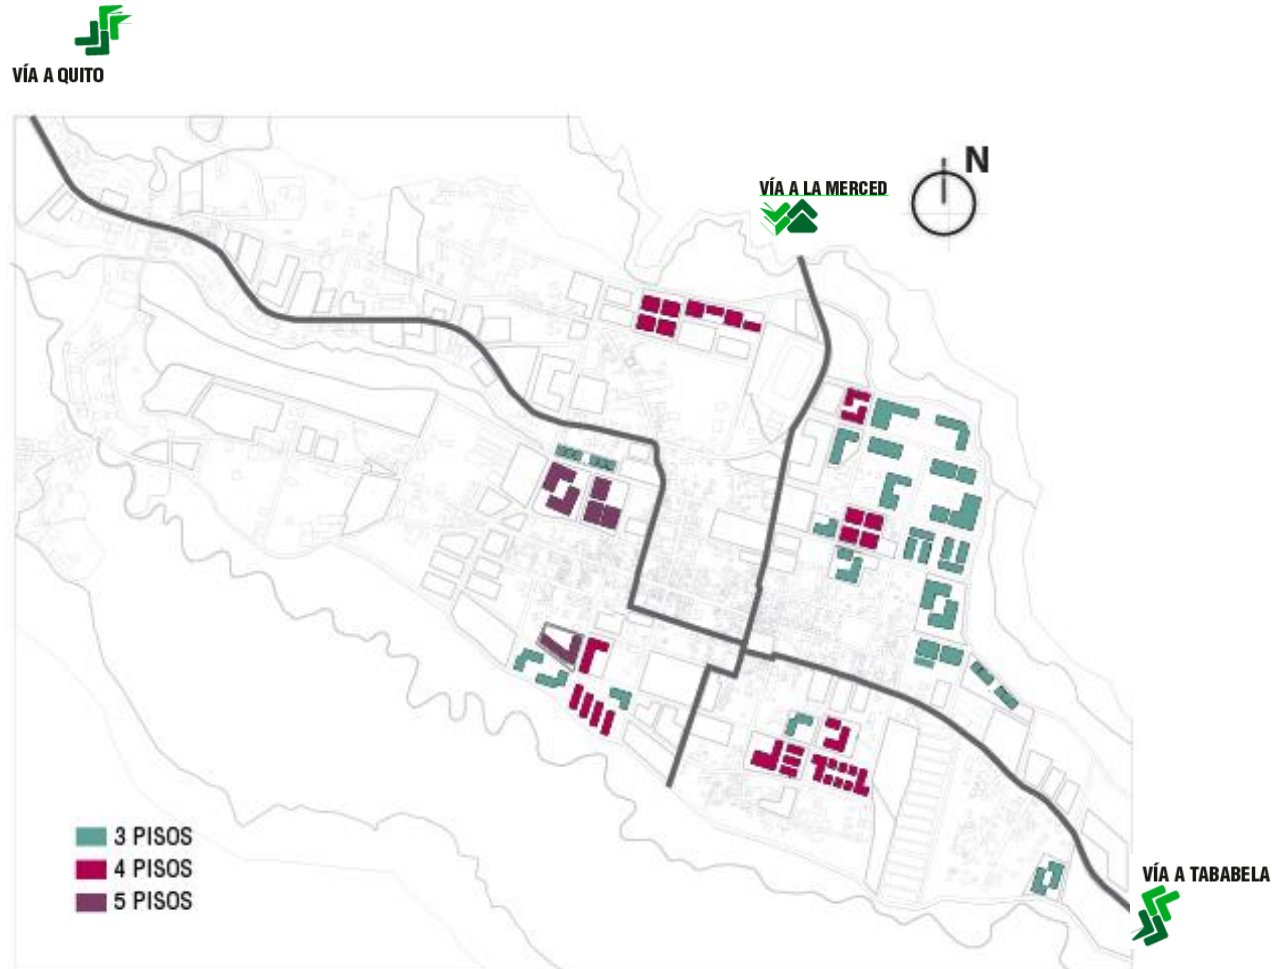 VÍA A QUITO
N
VÍA A LA MERCED
3 PISOS
4 PISOS
5 PISOS
VÍA A TABABELA